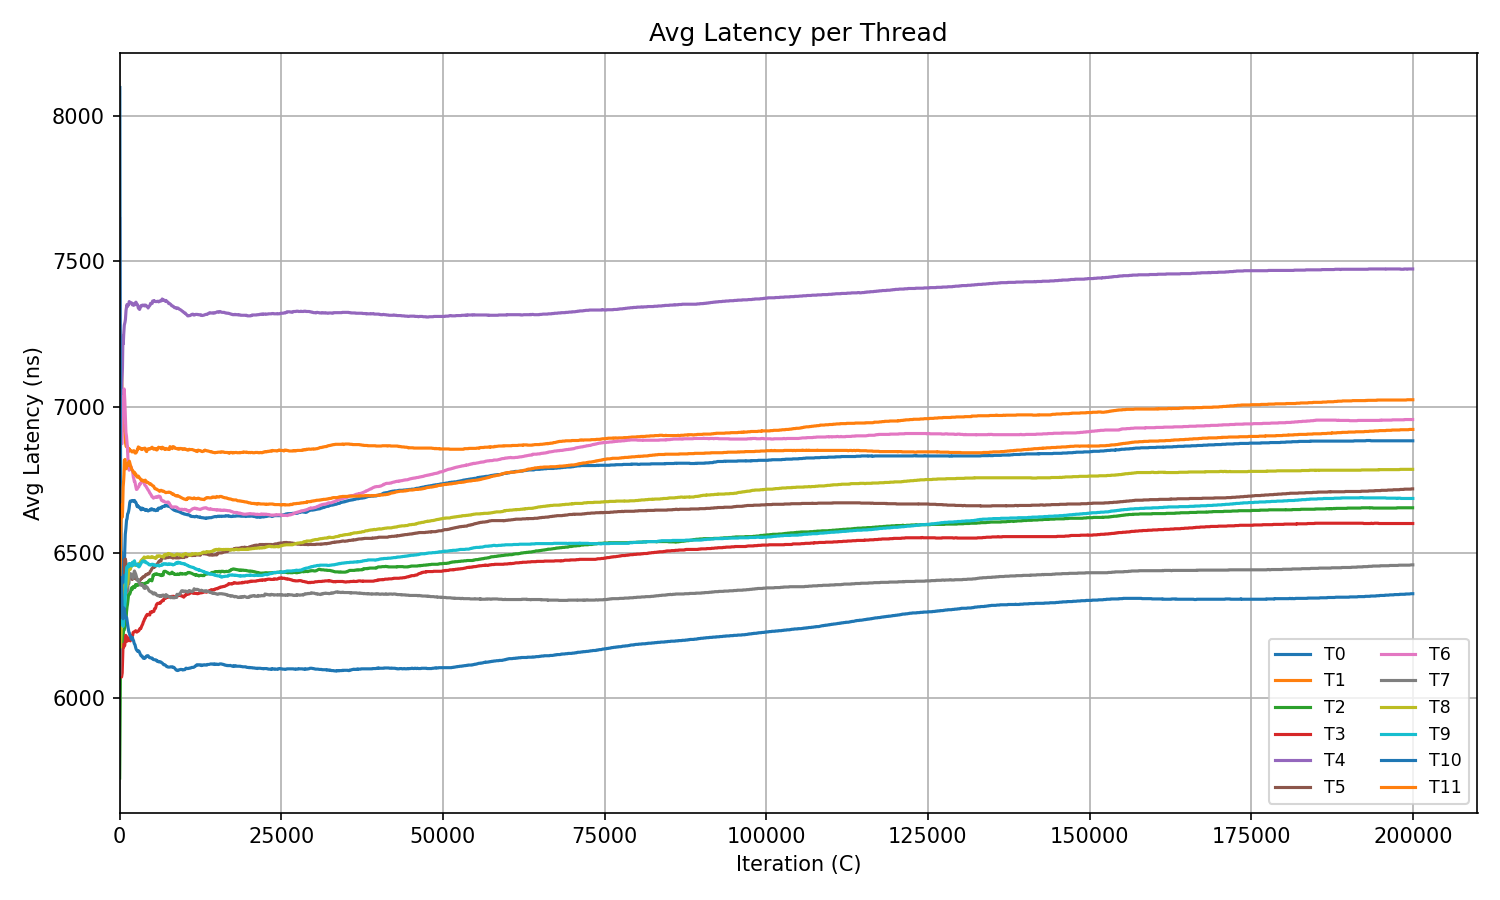 Avg Latency per Thread
Avg Latency (ns)
8000
7500
7000
6500
6000
0 25000 50000 75000 100000 125000 150000 175000 200000
Iteration (C)
T0 T6
T1 T7
T2 T8
T3 T9
T4 T10
T5 T11